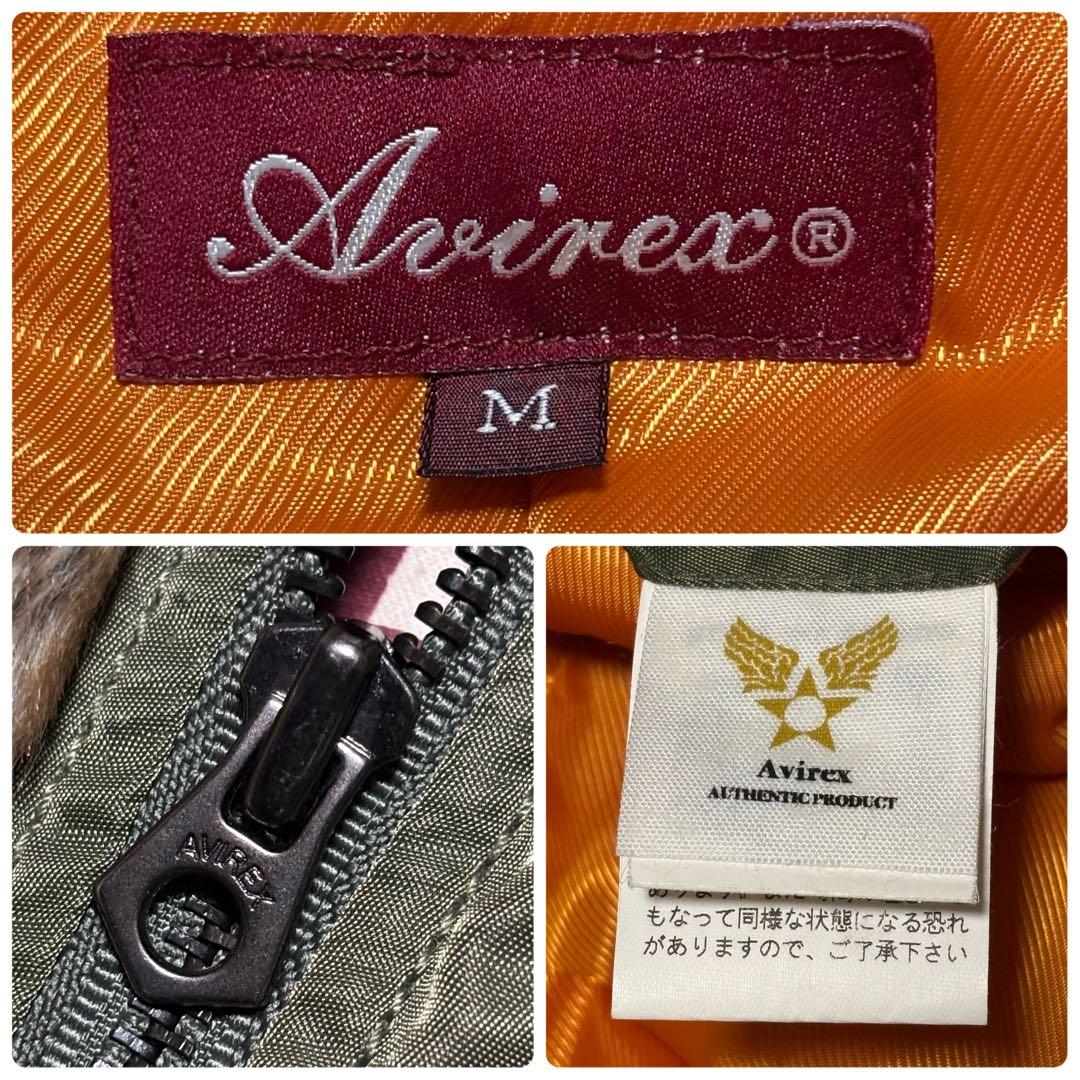 Avirex®
M
AVIREX
Avirex
AUTHENTIC PRODUCT
もなって同様な状態になる恐れ
がありますので、ご了承下さい